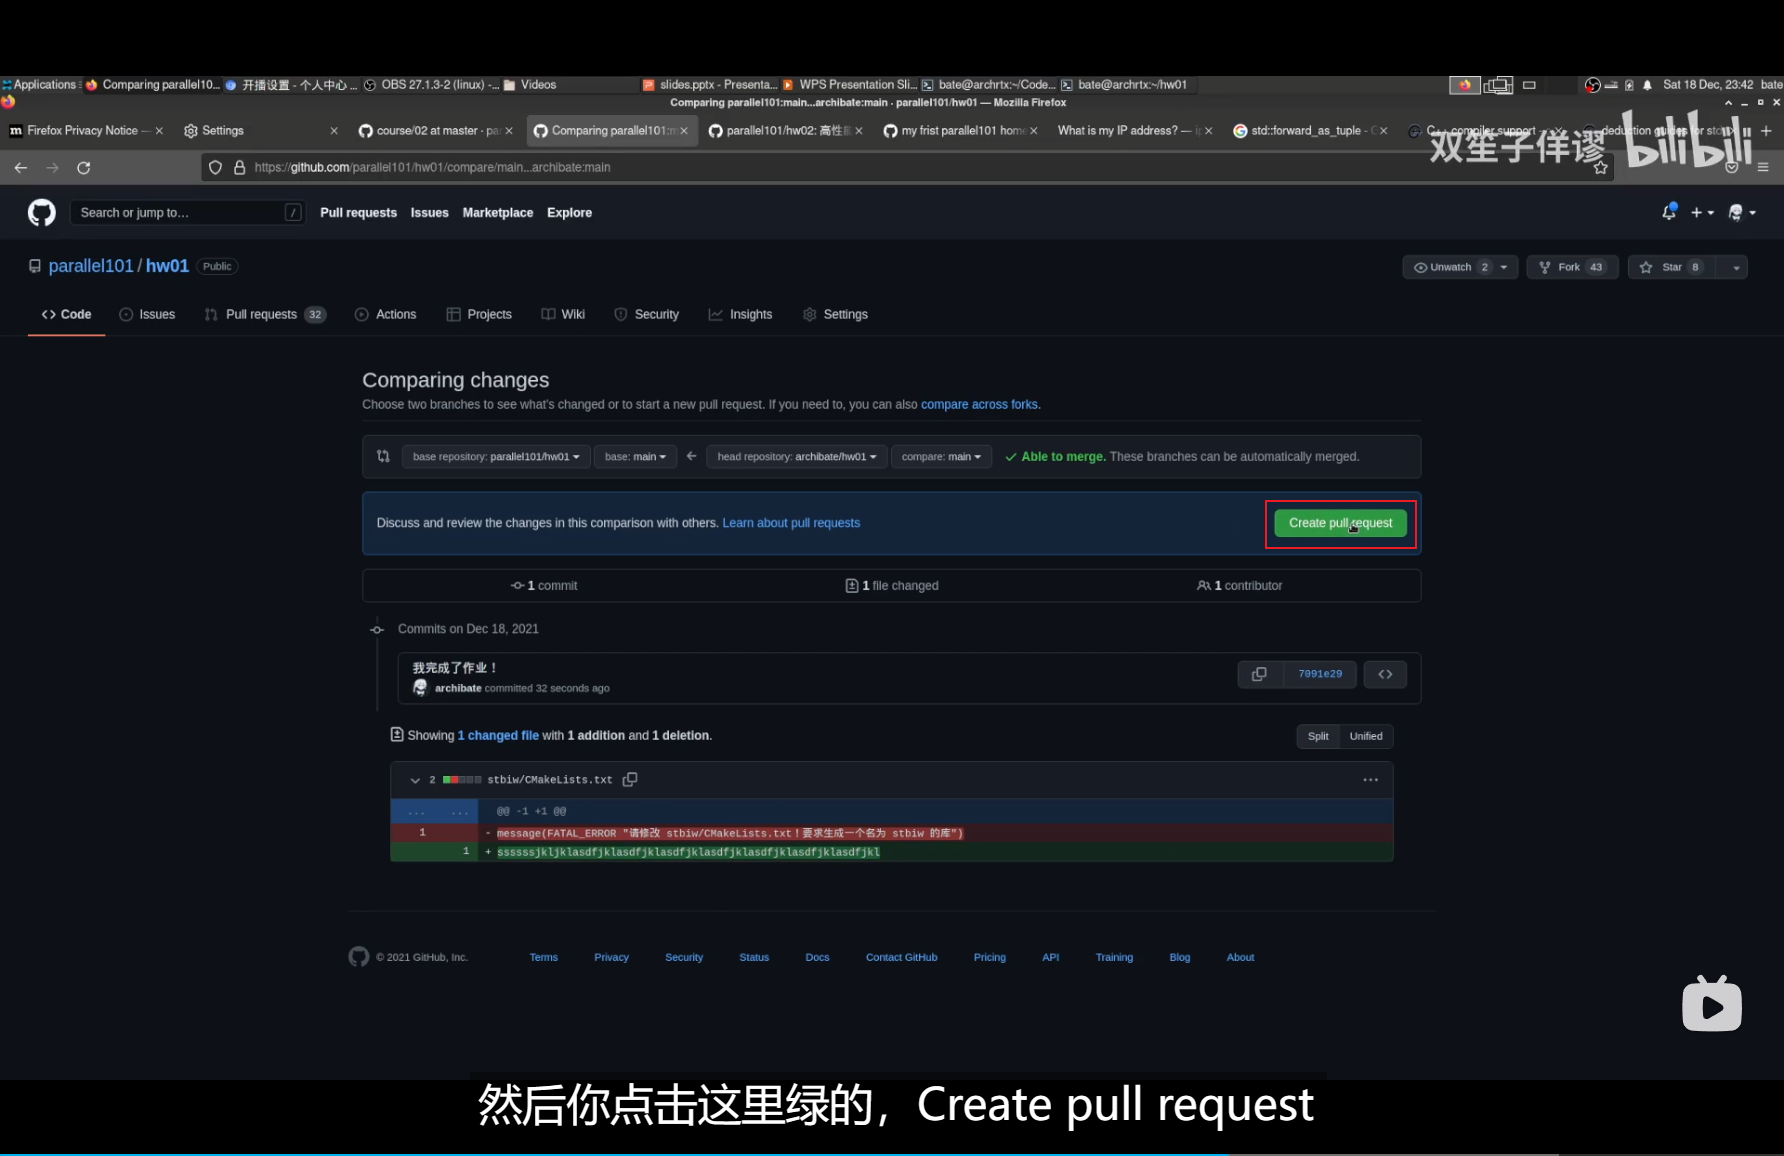 Applications Comparing parallel10... 开播设置 - 个人中心 ... OBS 27.1.3-2 (linux) -... Videos slides.pptx - Presenta... WPS Presentation Sli... bate@archrtx:~/Code... bate@archrtx:~/hw01 Sat 18 Dec, 23:42 bate
Comparing parallel101:main...archibate:main · parallel101/hw01 — Mozilla Firefox
Firefox Privacy Notice — Settings course/02 at master · pa Comparing parallel101:m parallel101/hw02: 高性 my frist parallel101 home What is my IP address? — std::forward_as_tuple - C++ compiler support deduction guides for std
双笙子佯谬 bilibili
https://github.com/parallel101/hw01/compare/main...archibate:main
Search or jump to... / Pull requests Issues Marketplace Explore
parallel101 / hw01 Public Unwatch 2 Fork 43 Star 8
Code Issues Pull requests 32 Actions Projects Wiki Security Insights Settings
Comparing changes
Choose two branches to see what's changed or to start a new pull request. If you need to, you can also compare across forks.
base repository: parallel101/hw01 base: main head repository: archibate/hw01 compare: main Able to merge. These branches can be automatically merged.
Discuss and review the changes in this comparison with others. Learn about pull requests Create pull request
1 commit 1 file changed 1 contributor
Commits on Dec 18, 2021
我完成了作业！
archibate committed 32 seconds ago 7091e29
Showing 1 changed file with 1 addition and 1 deletion. Split Unified
2 stbiw/CMakeLists.txt
... ... @@ -1 +1 @@
1 - message(FATAL_ERROR "请修改 stbiw/CMakeLists.txt！要求生成一个名为 stbiw 的库")
1 + ssssssjkljklasdfjklasdfjklasdfjklasdfjklasdfjklasdfjklasdfjkl
© 2021 GitHub, Inc. Terms Privacy Security Status Docs Contact GitHub Pricing API Training Blog About
然后你点击这里绿的，Create pull request